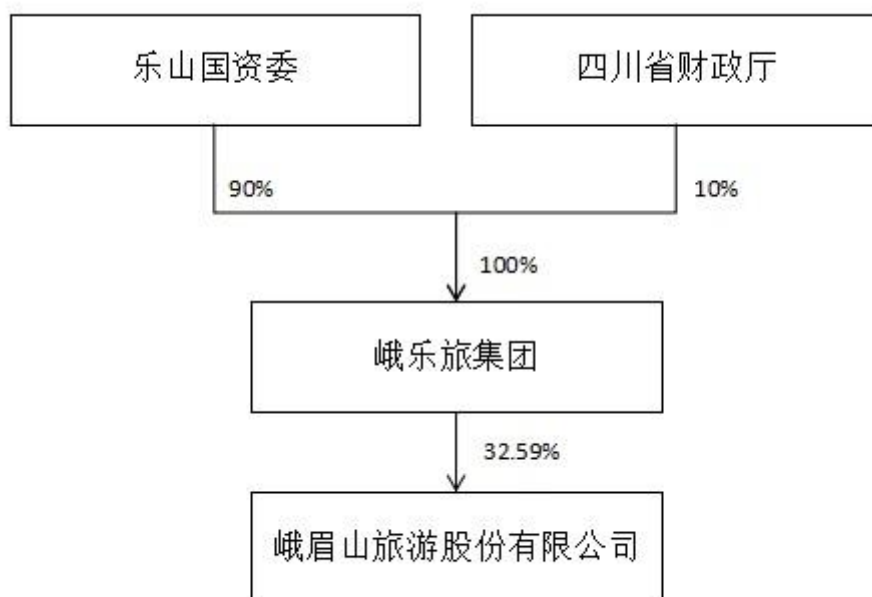 乐山国资委
四川省财政厅
90%
10%
100%
峨乐旅集团
32.59%
峨眉山旅游股份有限公司